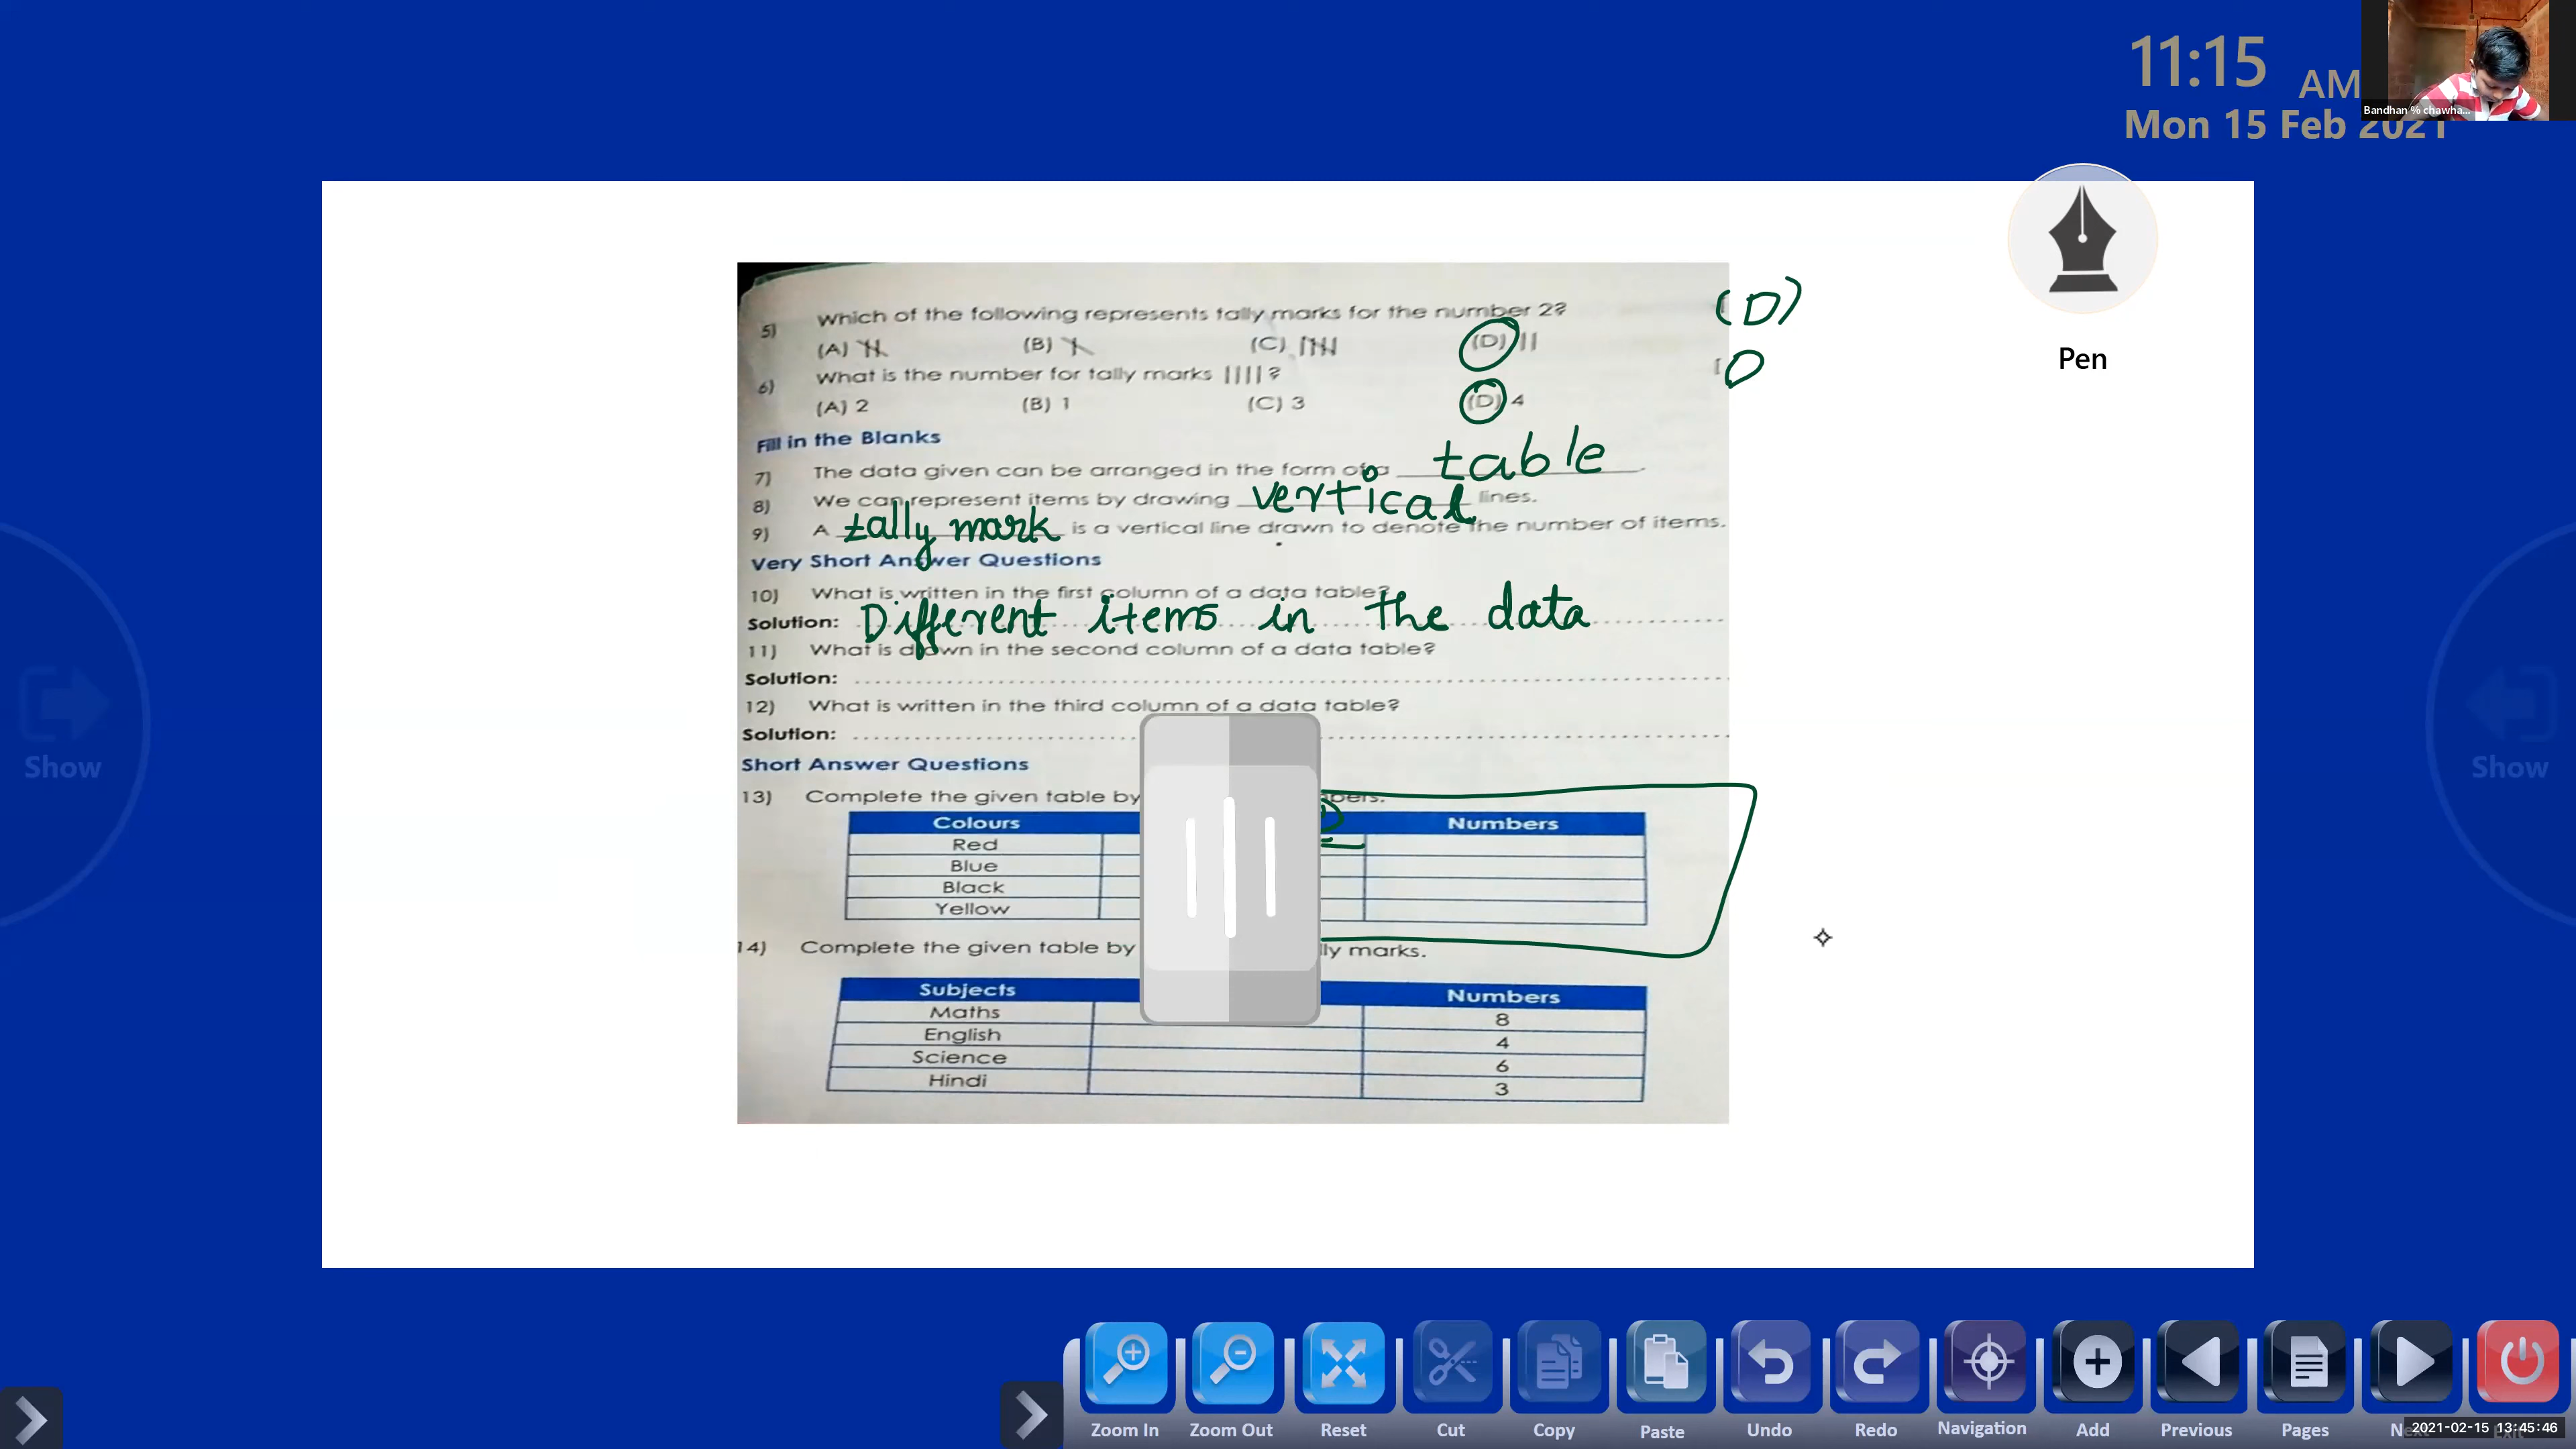 11:15 AM
Mon 15 Feb 2021
Bandhan % chawha...
Pen
5) Which of the following represents tally marks for the number 2? (D)
(A) (B) (C) (D) ||
6) What is the number for tally marks ||||? D
(A) 2 (B) 1 (C) 3 (D) 4
Fill in the Blanks
7) The data given can be arranged in the form of a table
8) We can represent items by drawing vertical lines.
9) A tally mark is a vertical line drawn to denote the number of items.
Very Short Answer Questions
10) What is written in the first column of a data table?
Solution: Different items in the data
11) What is drawn in the second column of a data table?
Solution:
12) What is written in the third column of a data table?
Solution:
Short Answer Questions
13) Complete the given table by
Colours Numbers
Red
Blue
Black
Yellow
14) Complete the given table by marks.
Subjects Numbers
Maths 8
English 4
Science 6
Hindi 3
Show
Show
Zoom In Zoom Out Reset Cut Copy Paste Undo Redo Navigation Add Previous Pages
2021-02-15 13:45:46